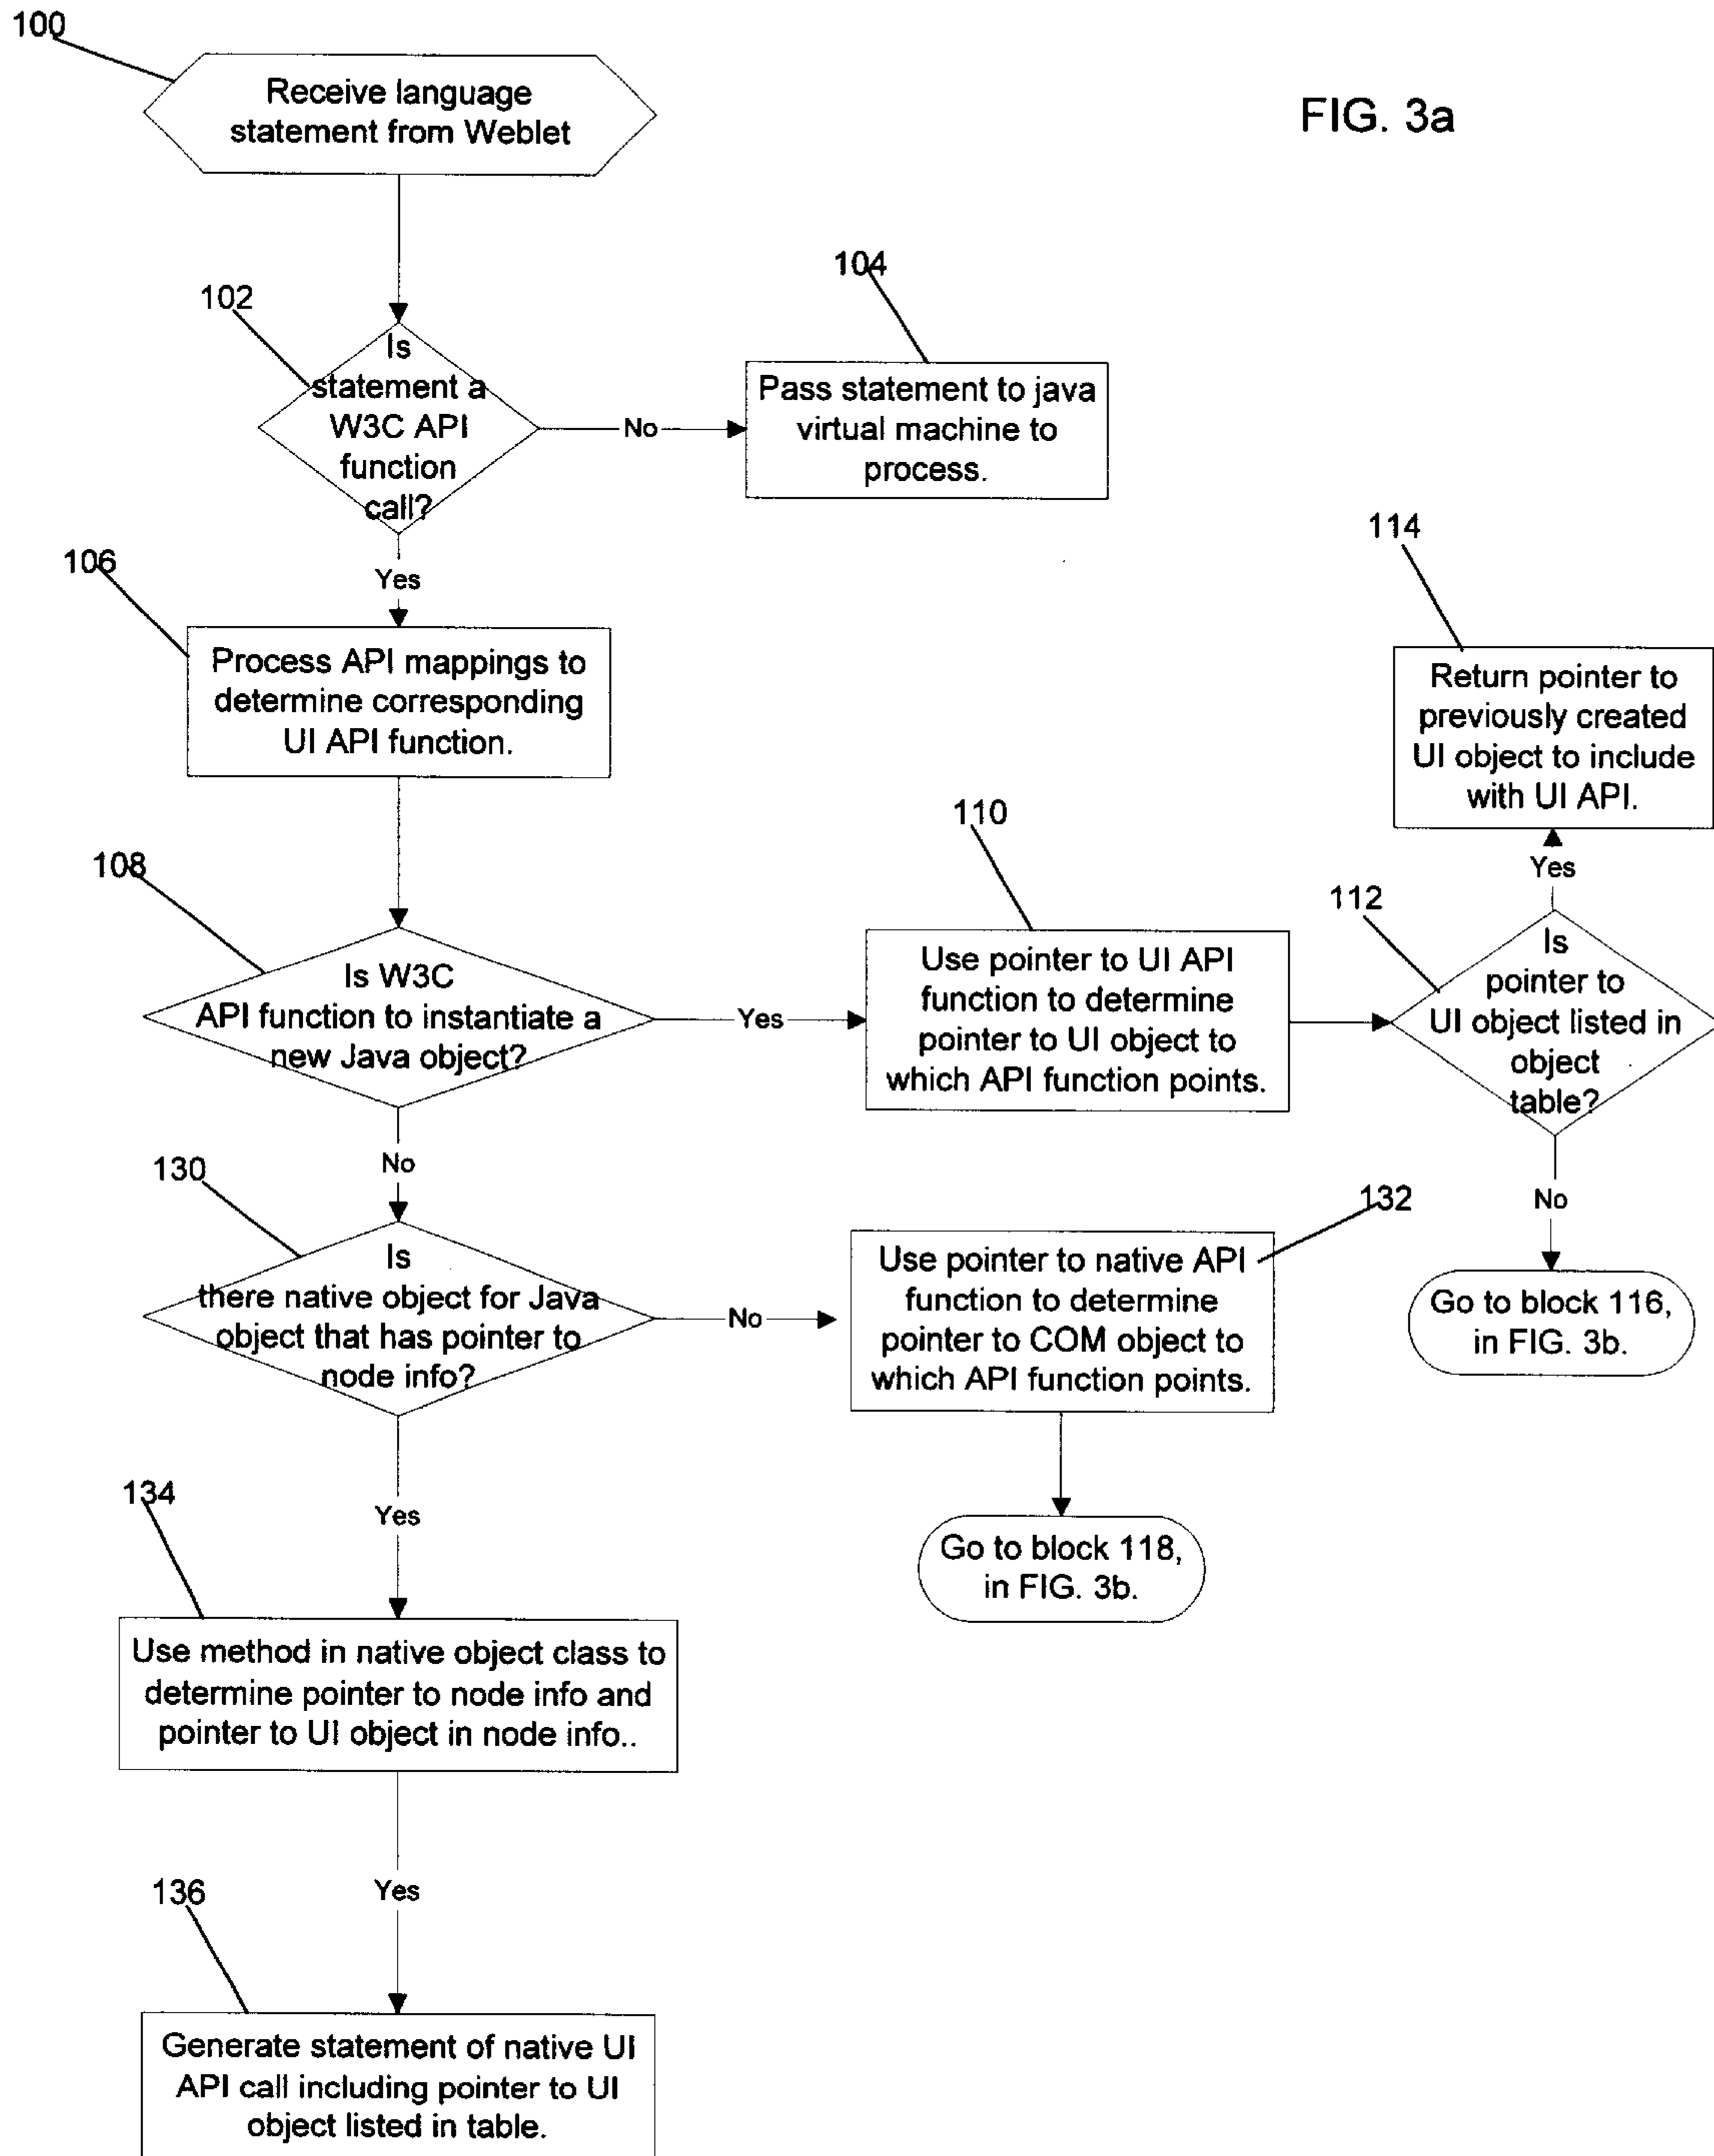 100
Receive language
statement from Weblet
FIG. 3a
102
Is
statement a
W3C API
function
call?
No
104
Pass statement to java
virtual machine to
process.
Yes
106
Process API mappings to
determine corresponding
UI API function.
108
Is W3C
API function to instantiate a
new Java object?
Yes
110
Use pointer to UI API
function to determine
pointer to UI object to
which API function points.
112
Is
pointer to
UI object listed in
object
table?
Yes
114
Return pointer to
previously created
UI object to include
with UI API.
No
Go to block 116,
in FIG. 3b.
No
130
Is
there native object for Java
object that has pointer to
node info?
No
132
Use pointer to native API
function to determine
pointer to COM object to
which API function points.
Go to block 118,
in FIG. 3b.
Yes
134
Use method in native object class to
determine pointer to node info and
pointer to UI object in node info..
Yes
136
Generate statement of native UI
API call including pointer to UI
object listed in table.